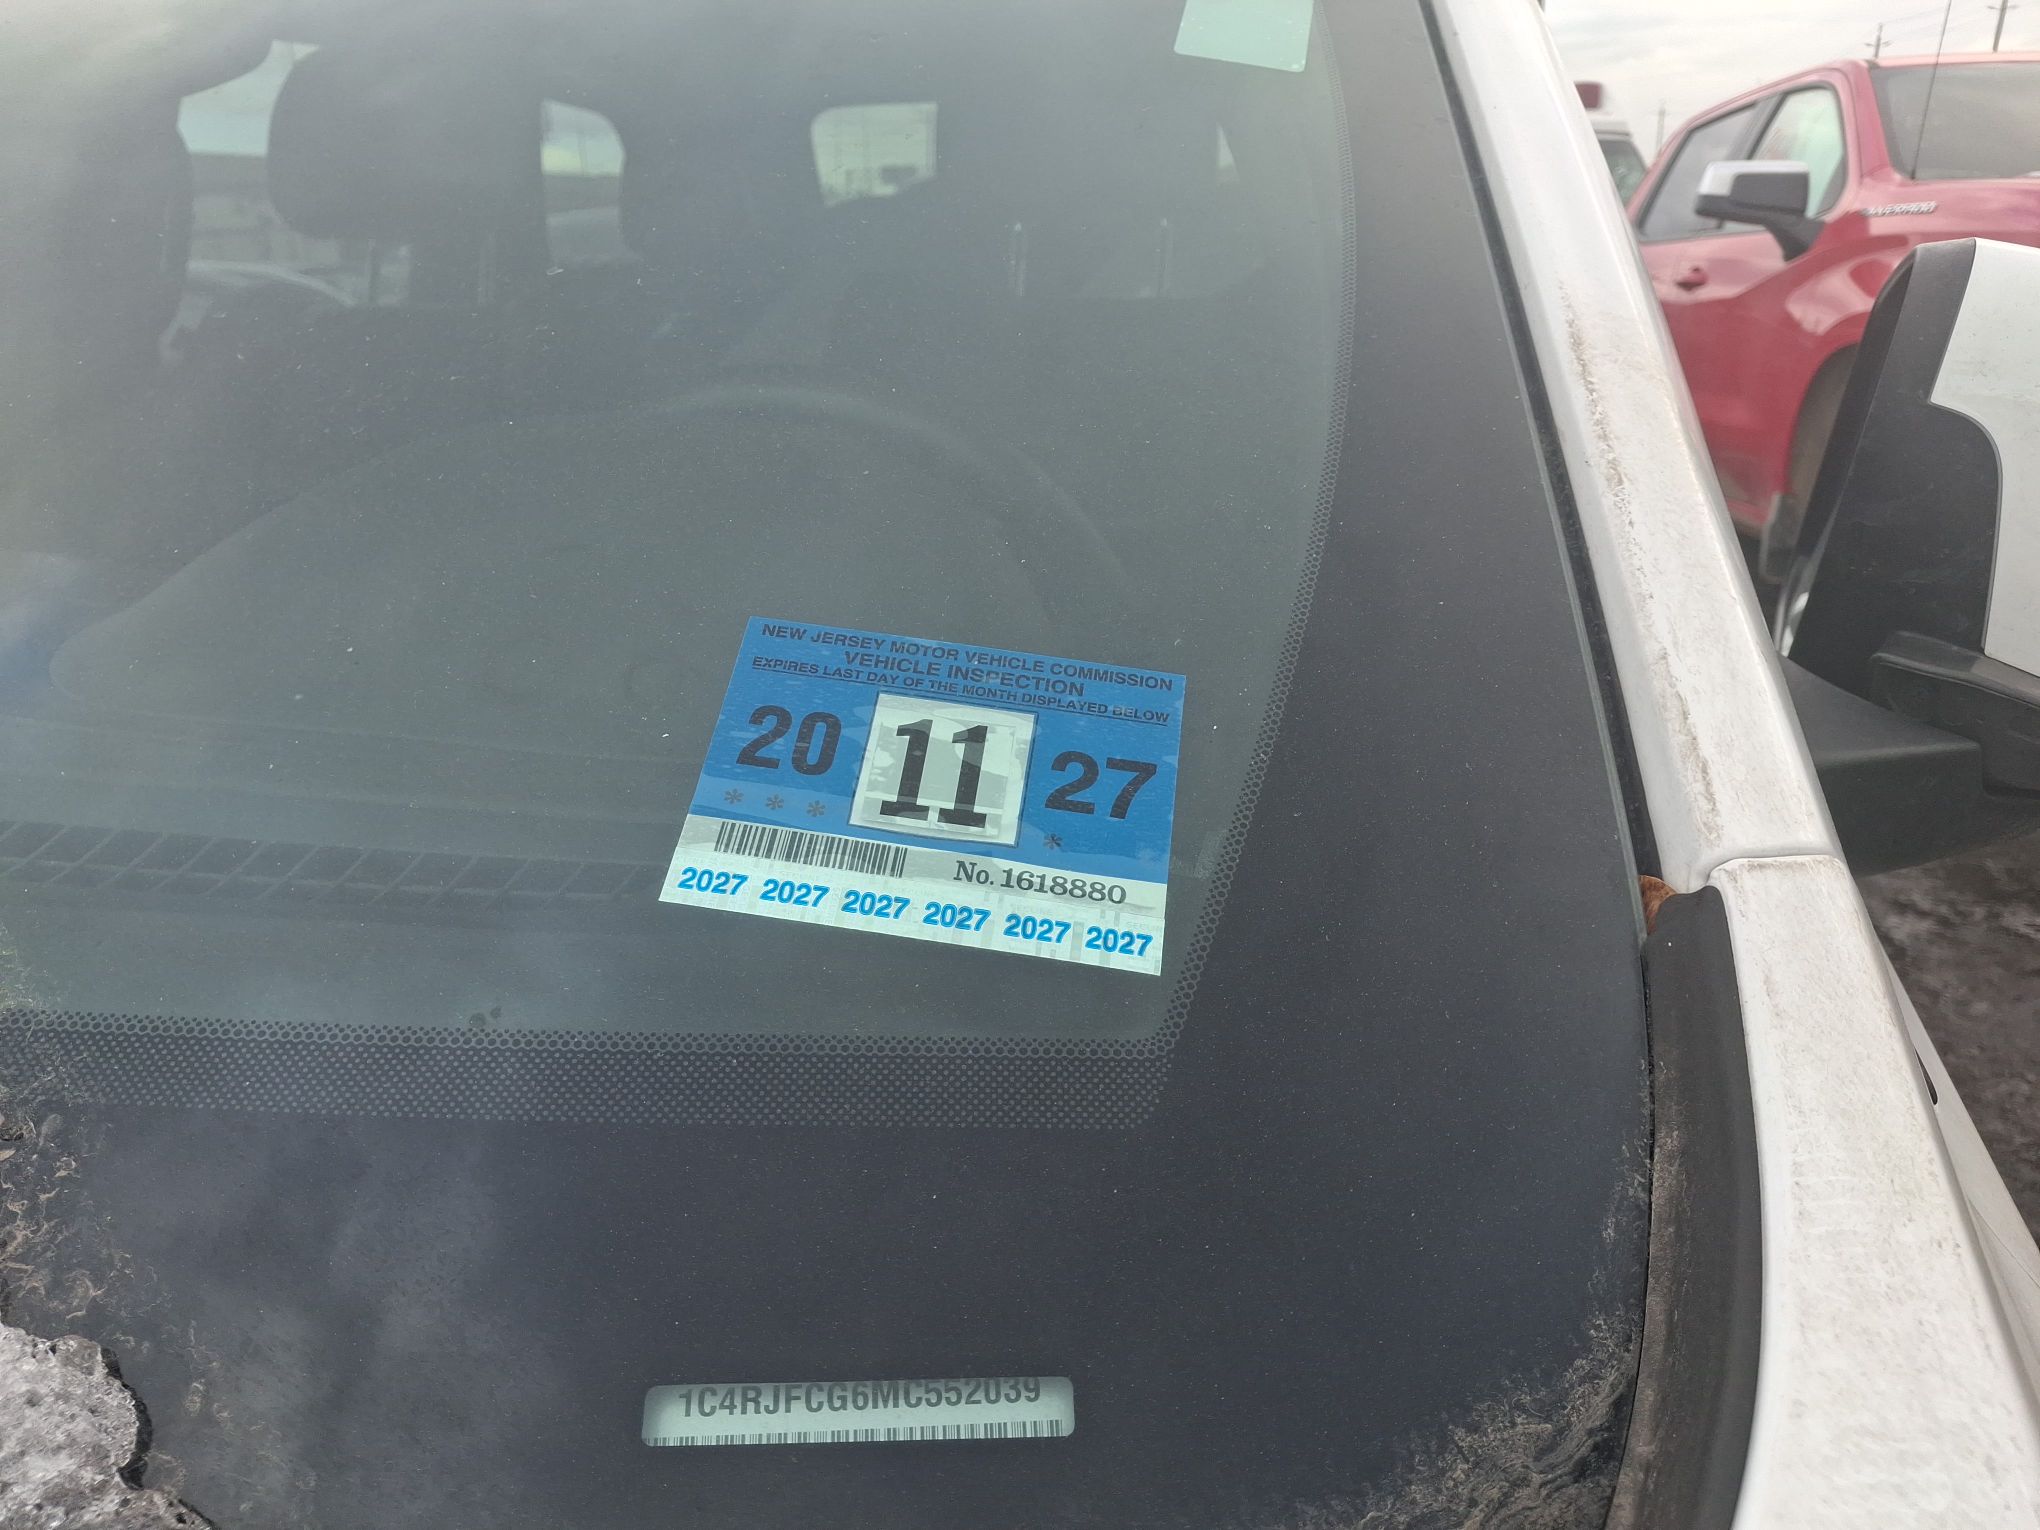 NEW JERSEY MOTOR VEHICLE COMMISSION
VEHICLE INSPECTION
EXPIRES LAST DAY OF THE MONTH DISPLAYED BELOW
20 11 27
* * * *
No. 1618880
2027 2027 2027 2027 2027 2027
1C4RJFCG6MC552039